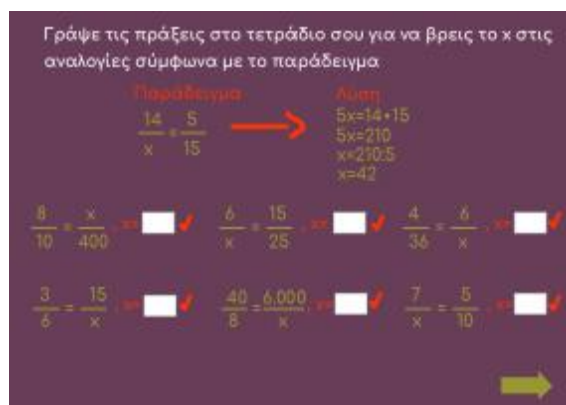 Γράψε τις πράξεις στο τετράδιο σου για να βρεις το x στις
αναλογίες σύμφωνα με το παράδειγμα
Παράδειγμα
14/x = 5/15
Λύση
5x=14•15
5x=210
x=210:5
x=42
8/10 = x/400 , x=
6/x = 15/25 , x=
4/36 = 6/x , x=
3/6 = 15/x , x=
40/8 = 6.000/x , x=
7/x = 5/10 , x=